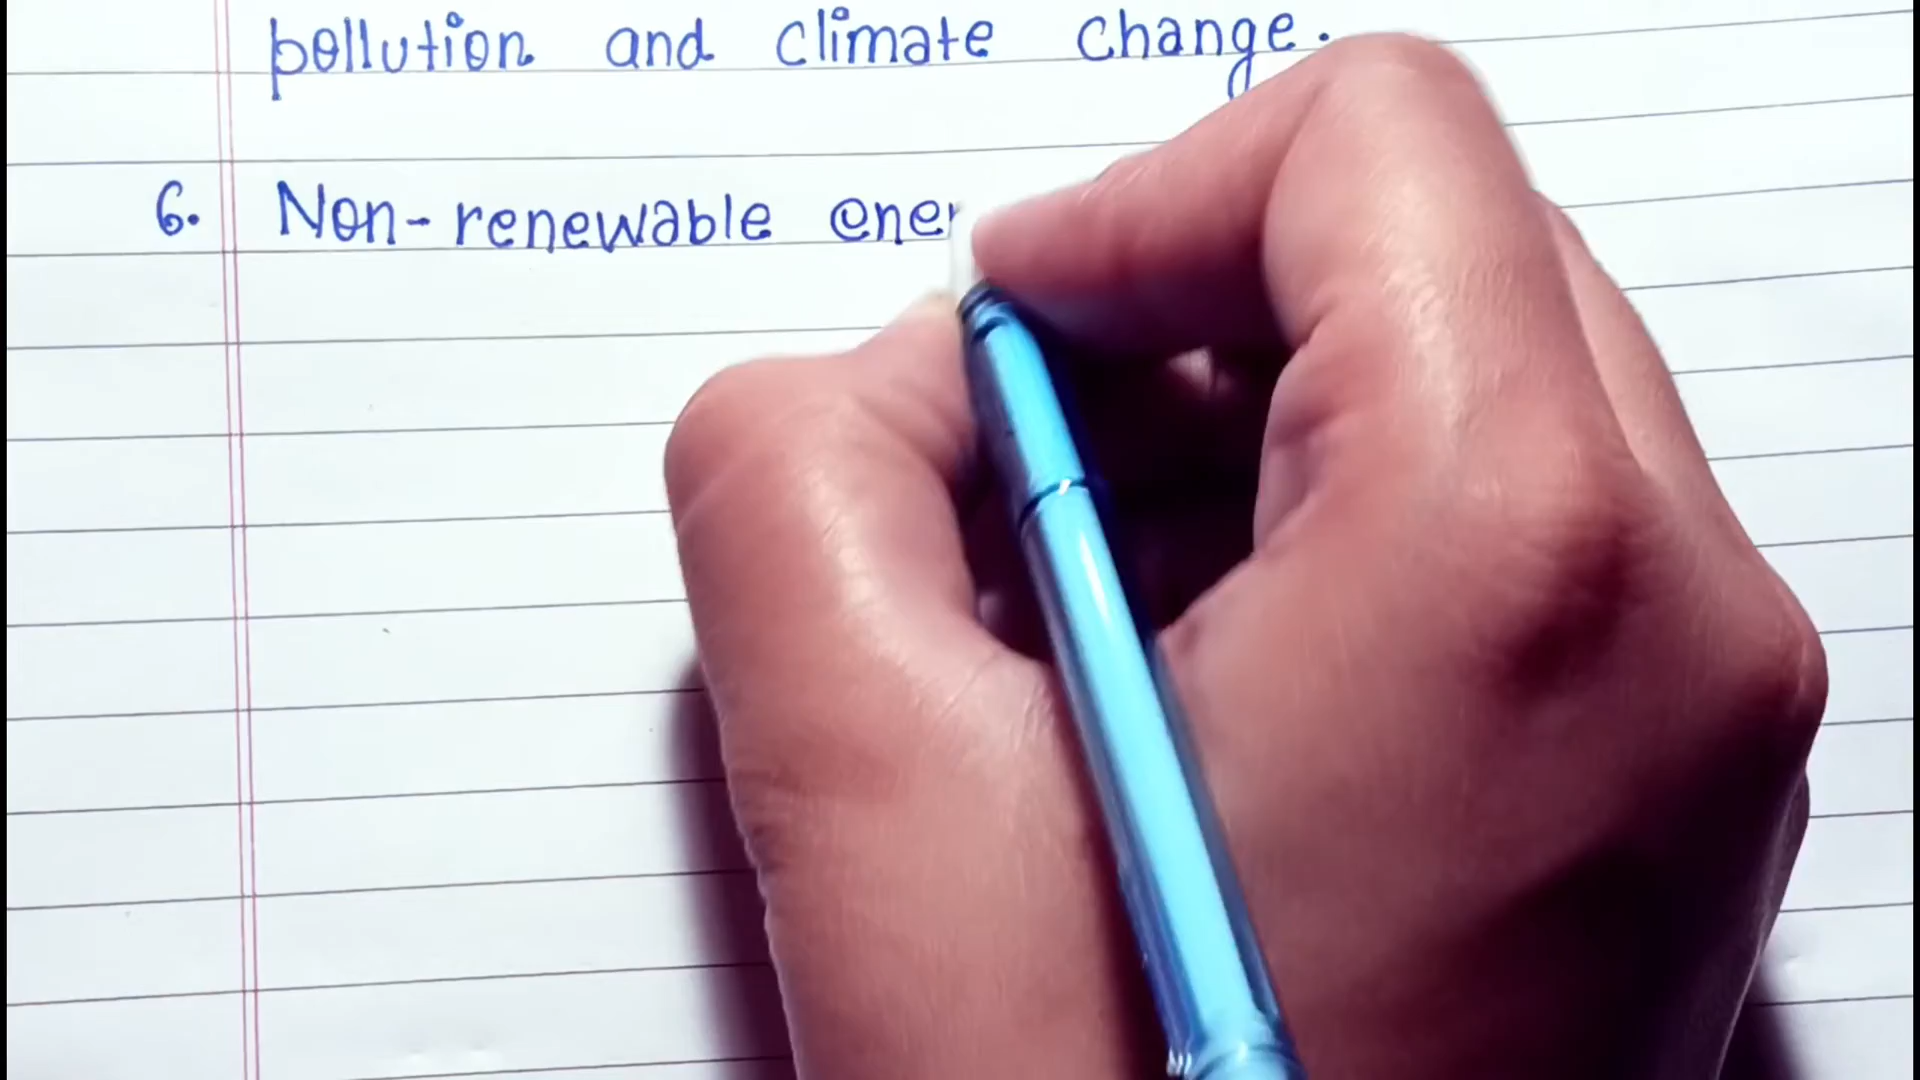 pollution and climate change.
6. Non-renewable ener